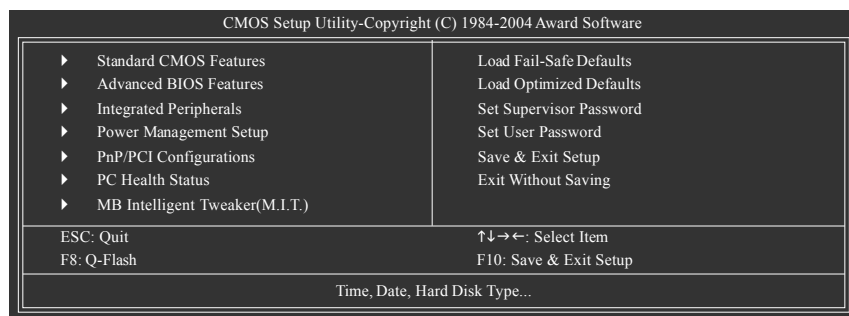 CMOS Setup Utility-Copyright (C) 1984-2004 Award Software
Standard CMOS Features
Advanced BIOS Features
Integrated Peripherals
Power Management Setup
PnP/PCI Configurations
PC Health Status
MB Intelligent Tweaker(M.I.T.)
Load Fail-Safe Defaults
Load Optimized Defaults
Set Supervisor Password
Set User Password
Save & Exit Setup
Exit Without Saving
ESC: Quit
↑↓→←: Select Item
F8: Q-Flash
F10: Save & Exit Setup
Time, Date, Hard Disk Type...